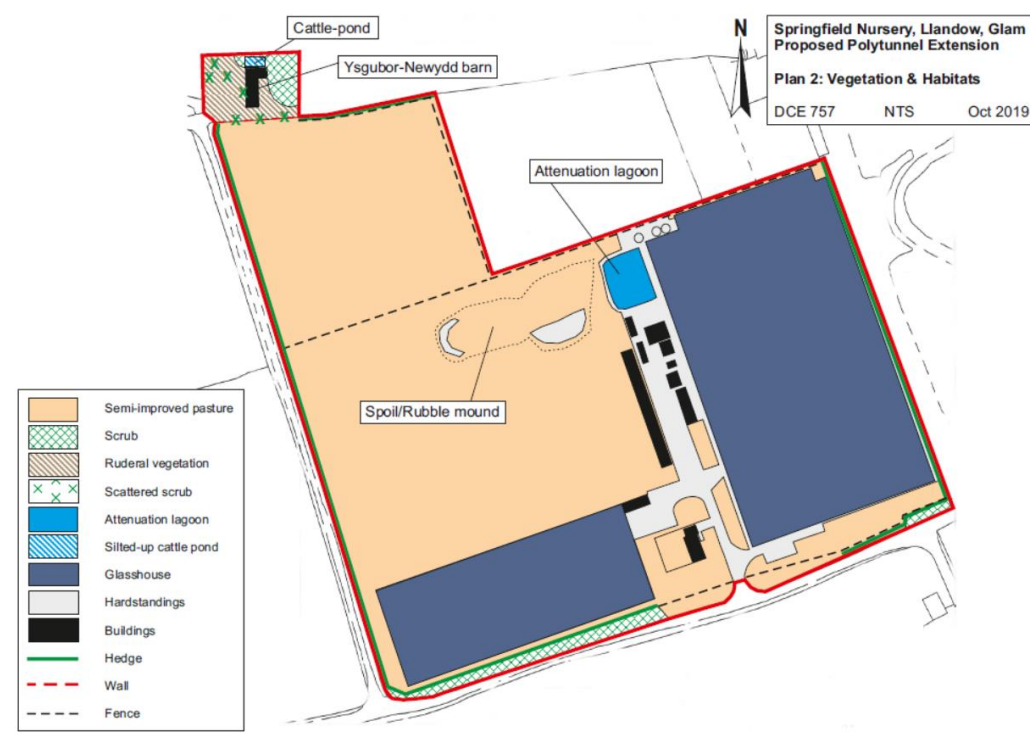 Cattle-pond
Ysgubor-Newydd barn
N
Springfield Nursery, Llandow, Glam
Proposed Polytunnel Extension
Plan 2: Vegetation & Habitats
DCE 757 NTS Oct 2019
Attenuation lagoon
Spoil/Rubble mound
Semi-improved pasture
Scrub
Ruderal vegetation
Scattered scrub
Attenuation lagoon
Silted-up cattle pond
Glasshouse
Hardstandings
Buildings
Hedge
Wall
Fence